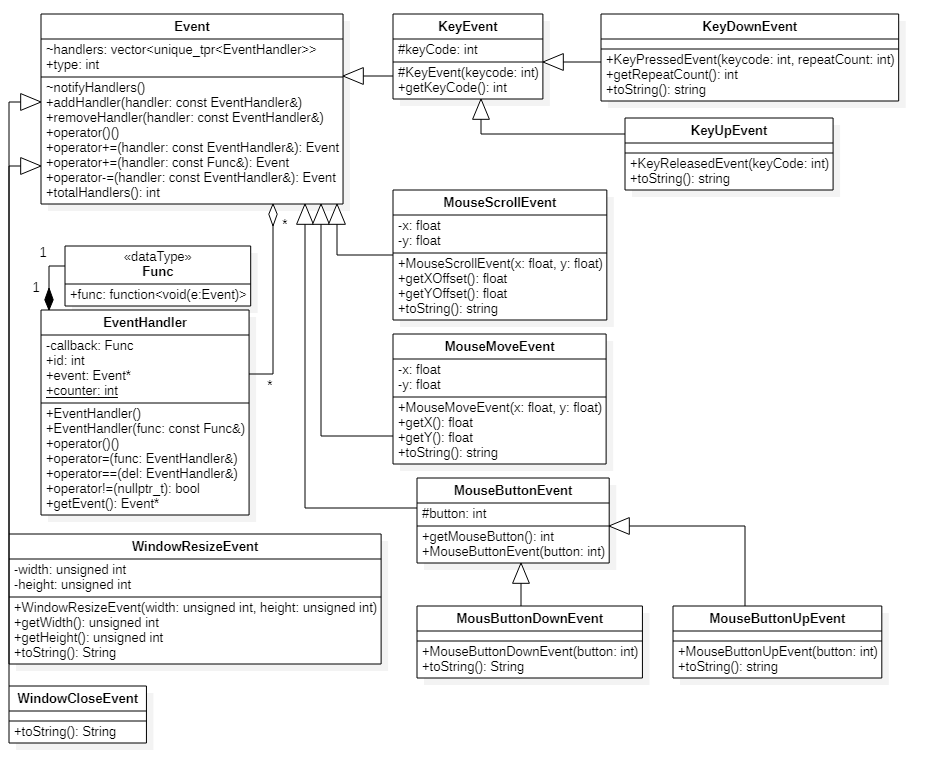 Event
~handlers: vector<unique_tpr<EventHandler>>
+type: int
~notifyHandlers()
+addHandler(handler: const EventHandler&)
+removeHandler(handler: const EventHandler&)
+operator()()
+operator+=(handler: const EventHandler&): Event
+operator+=(handler: const Func&): Event
+operator-=(handler: const EventHandler&): Event
+totalHandlers(): int
KeyEvent
#keyCode: int
#KeyEvent(keycode: int)
+getKeyCode(): int
KeyDownEvent
+KeyPressedEvent(keycode: int, repeatCount: int)
+getRepeatCount(): int
+toString(): string
KeyUpEvent
+KeyReleasedEvent(keyCode: int)
+toString(): string
MouseScrollEvent
-x: float
-y: float
+MouseScrollEvent(x: float, y: float)
+getXOffset(): float
+getYOffset(): float
+toString(): string
*
1
«dataType»
Func
+func: function<void(e:Event)>
1
EventHandler
-callback: Func
+id: int
+event: Event*
+counter: int
+EventHandler()
+EventHandler(func: const Func&)
+operator()()
+operator=(func: EventHandler&)
+operator==(del: EventHandler&)
+operator!=(nullptr_t): bool
+getEvent(): Event*
*
MouseMoveEvent
-x: float
-y: float
+MouseMoveEvent(x: float, y: float)
+getX(): float
+getY(): float
+toString(): string
MouseButtonEvent
#button: int
+getMouseButton(): int
+MouseButtonEvent(button: int)
WindowResizeEvent
-width: unsigned int
-height: unsigned int
+WindowResizeEvent(width: unsigned int, height: unsigned int)
+getWidth(): unsigned int
+getHeight(): unsigned int
+toString(): String
MousButtonDownEvent
+MouseButtonDownEvent(button: int)
+toString(): String
MouseButtonUpEvent
+MouseButtonUpEvent(button: int)
+toString(): string
WindowCloseEvent
+toString(): String